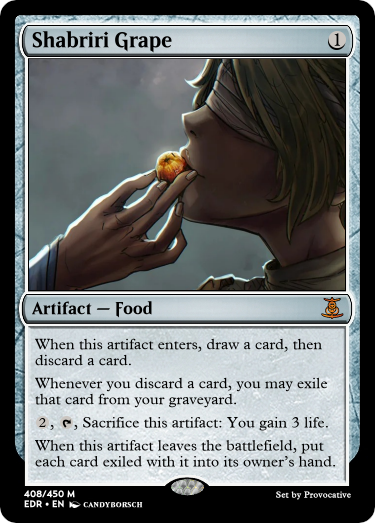 Shabriri Grape 1
Artifact — Food
When this artifact enters, draw a card, then
discard a card.
Whenever you discard a card, you may exile
that card from your graveyard.
2, , Sacrifice this artifact: You gain 3 life.
When this artifact leaves the battlefield, put
each card exiled with it into its owner's hand.
408/450 M
EDR • EN CANDYBORSCH
Set by Provocative